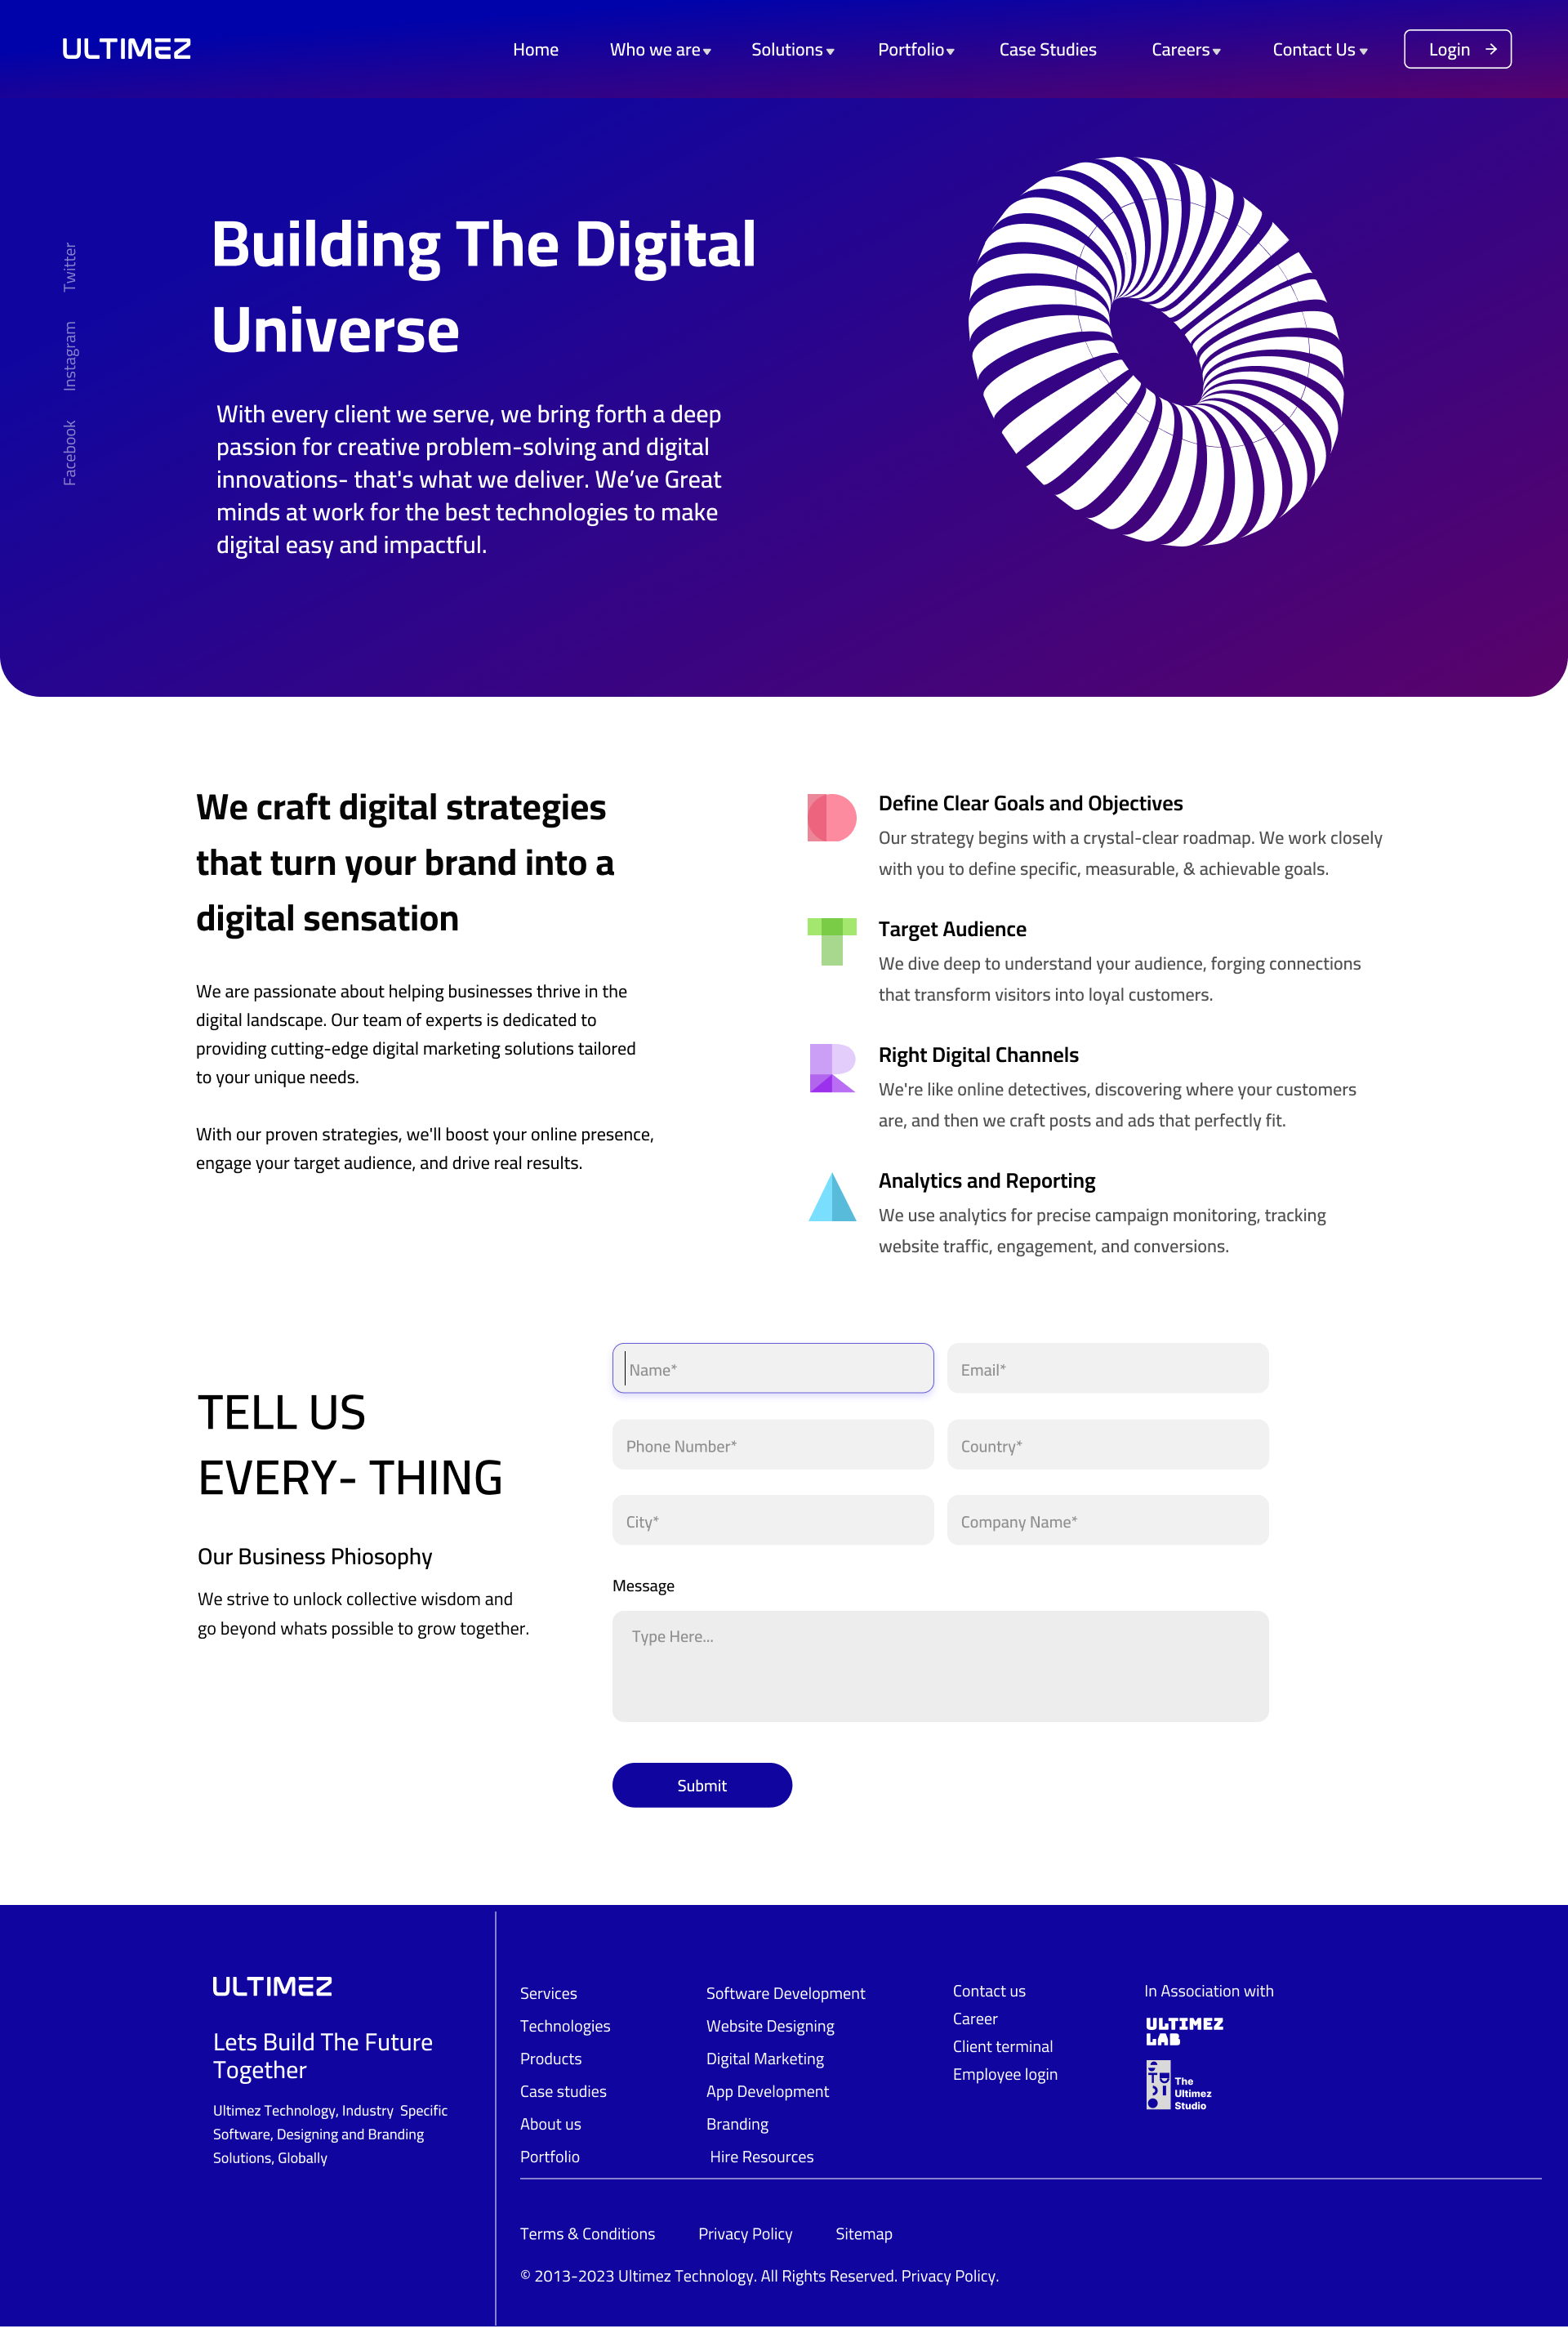 ULTIMEZ
Home
Who we are
Solutions
Portfolio
Case Studies
Careers
Contact Us
Login
Twitter
Instagram
Facebook
Building The Digital
Universe
With every client we serve, we bring forth a deep
passion for creative problem-solving and digital
innovations- that's what we deliver. We’ve Great
minds at work for the best technologies to make
digital easy and impactful.
We craft digital strategies
that turn your brand into a
digital sensation
We are passionate about helping businesses thrive in the
digital landscape. Our team of experts is dedicated to
providing cutting-edge digital marketing solutions tailored
to your unique needs.
With our proven strategies, we'll boost your online presence,
engage your target audience, and drive real results.
Define Clear Goals and Objectives
Our strategy begins with a crystal-clear roadmap. We work closely
with you to define specific, measurable, & achievable goals.
Target Audience
We dive deep to understand your audience, forging connections
that transform visitors into loyal customers.
Right Digital Channels
We're like online detectives, discovering where your customers
are, and then we craft posts and ads that perfectly fit.
Analytics and Reporting
We use analytics for precise campaign monitoring, tracking
website traffic, engagement, and conversions.
TELL US
EVERY- THING
Our Business Phiosophy
We strive to unlock collective wisdom and
go beyond whats possible to grow together.
Name*
Email*
Phone Number*
Country*
City*
Company Name*
Message
Type Here...
Submit
ULTIMEZ
Lets Build The Future
Together
Ultimez Technology, Industry Specific
Software, Designing and Branding
Solutions, Globally
Services
Technologies
Products
Case studies
About us
Portfolio
Software Development
Website Designing
Digital Marketing
App Development
Branding
Hire Resources
Contact us
Career
Client terminal
Employee login
In Association with
ULTIMEZ
LAB
The
Ultimez
Studio
Terms & Conditions
Privacy Policy
Sitemap
© 2013-2023 Ultimez Technology. All Rights Reserved. Privacy Policy.